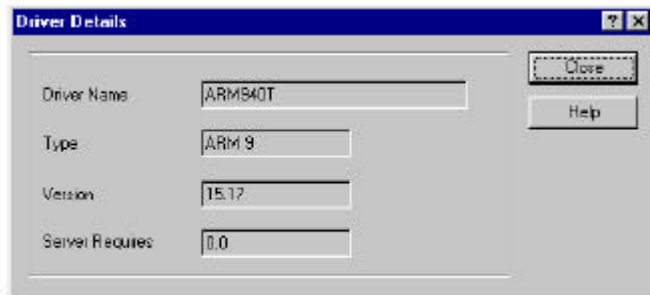 Driver Details
Close
Driver Name ARM940T
Help
Type ARM 9
Version 15.17
Server Requires 0.0